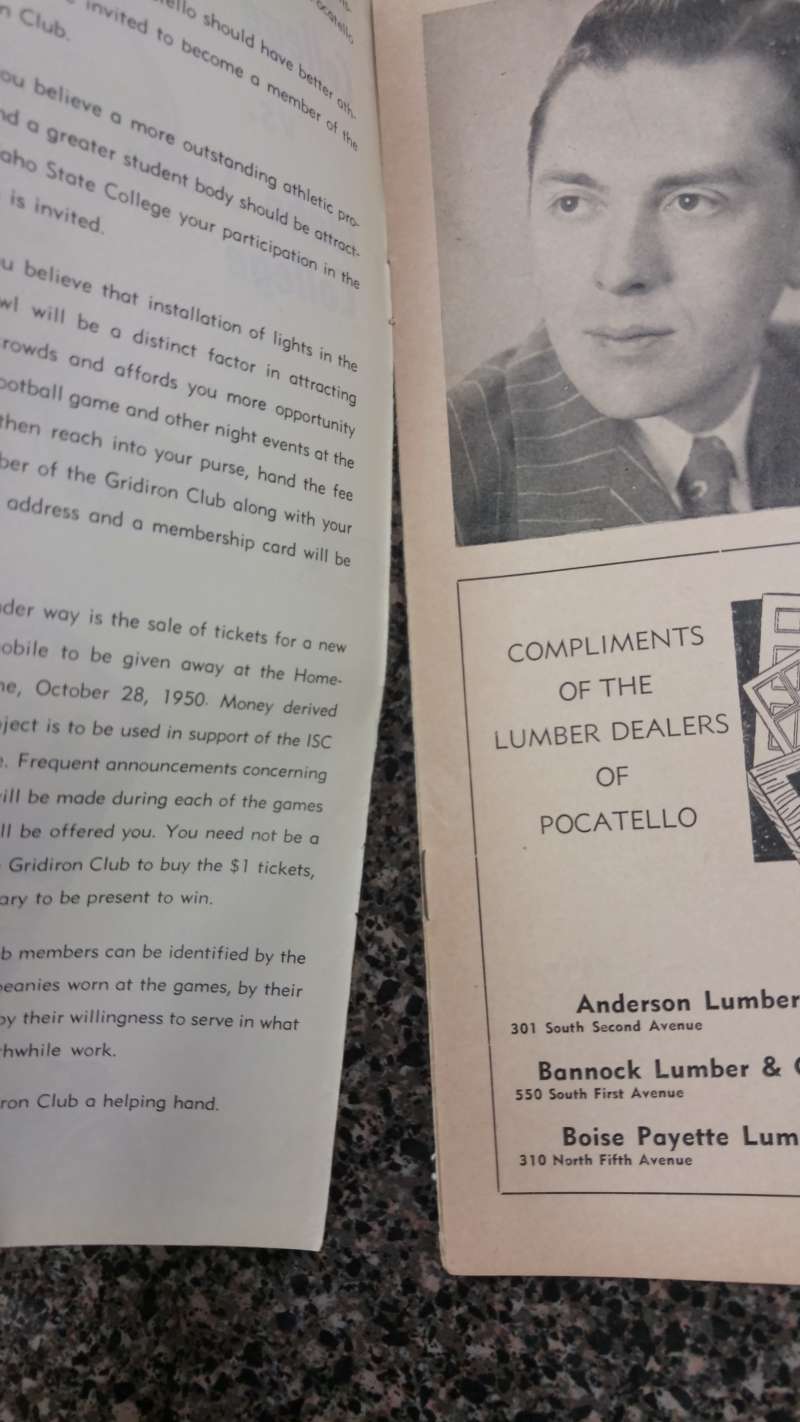 ello should have better ath-
invited to become a member of the
n Club.
ou believe a more outstanding athletic pro-
nd a greater student body should be attract-
aho State College your participation in the
is invited.
u believe that installation of lights in the
wl will be a distinct factor in attracting
rowds and affords you more opportunity
ootball game and other night events at the
then reach into your purse, hand the fee
ber of the Gridiron Club along with your
address and a membership card will be
der way is the sale of tickets for a new
obile to be given away at the Home-
ne, October 28, 1950. Money derived
ject is to be used in support of the ISC
e. Frequent announcements concerning
ill be made during each of the games
ll be offered you. You need not be a
Gridiron Club to buy the $1 tickets,
ary to be present to win.
b members can be identified by the
eanies worn at the games, by their
by their willingness to serve in what
hwhile work.
ron Club a helping hand.
COMPLIMENTS
OF THE
LUMBER DEALERS
OF
POCATELLO
Anderson Lumber
301 South Second Avenue
Bannock Lumber & C
550 South First Avenue
Boise Payette Lum
310 North Fifth Avenue